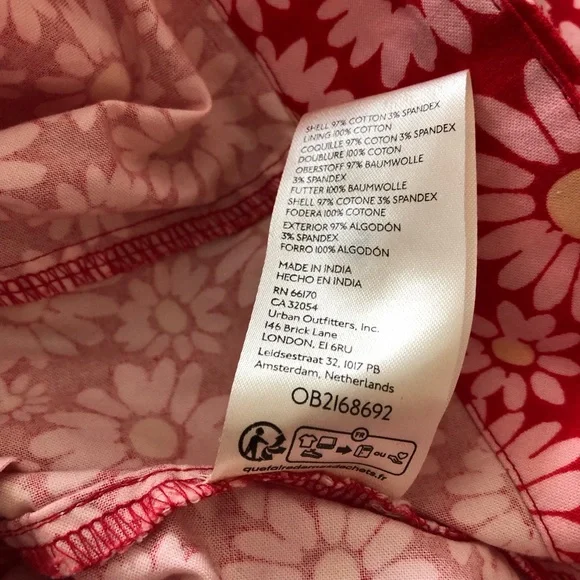 SHELL 97% COTTON 3% SPANDEX
LINING 100% COTTON
COQUILLE 97% COTON 3% SPANDEX
DOUBLURE 100% COTON
OBERSTOFF 97% BAUMWOLLE
3% SPANDEX
FUTTER 100% BAUMWOLLE
SHELL 97% COTONE 3% SPANDEX
FODERA 100% COTONE
EXTERIOR 97% ALGODÓN
3% SPANDEX
FORRO 100% ALGODÓN
MADE IN INDIA
HECHO EN INDIA
RN 66170
CA 32054
Urban Outfitters, Inc.
146 Brick Lane
LONDON, E1 6RU
Leidsestraat 32, 1017 PB
Amsterdam, Netherlands
OB2168692
FR
OU
quefairedemesdechets.fr